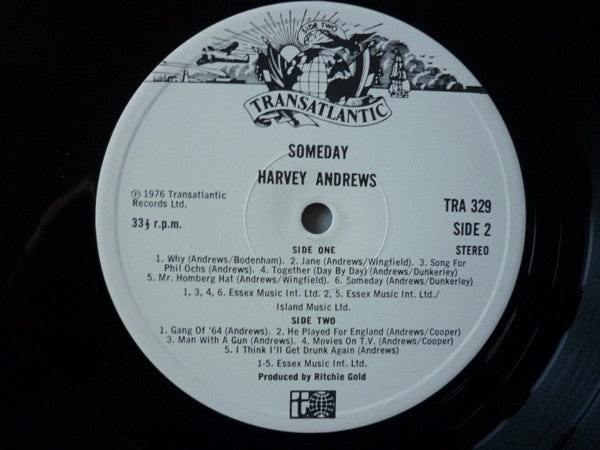 SIDE TWO
TRANSATLANTIC
SOMEDAY
HARVEY ANDREWS
℗ 1976 Transatlantic
Records Ltd.
33⅓ r.p.m.
TRA 329
SIDE 2
STEREO
SIDE ONE
1. Why (Andrews/Bodenham). 2. Jane (Andrews/Wingfield). 3. Song For
Phil Ochs (Andrews). 4. Together (Day By Day) (Andrews/Dunkerley)
5. Mr. Homberg Hat (Andrews/Wingfield). 6. Someday (Andrews/Dunkerley)
1, 3, 4, 6. Essex Music Int. Ltd. 2, 5. Essex Music Int. Ltd./
Island Music Ltd.
SIDE TWO
1. Gang Of '64 (Andrews). 2. He Played For England (Andrews/Cooper)
3. Man With A Gun (Andrews). 4. Movies On T.V. (Andrews/Cooper)
5. I Think I'll Get Drunk Again (Andrews)
1-5. Essex Music Int. Ltd.
Produced by Ritchie Gold